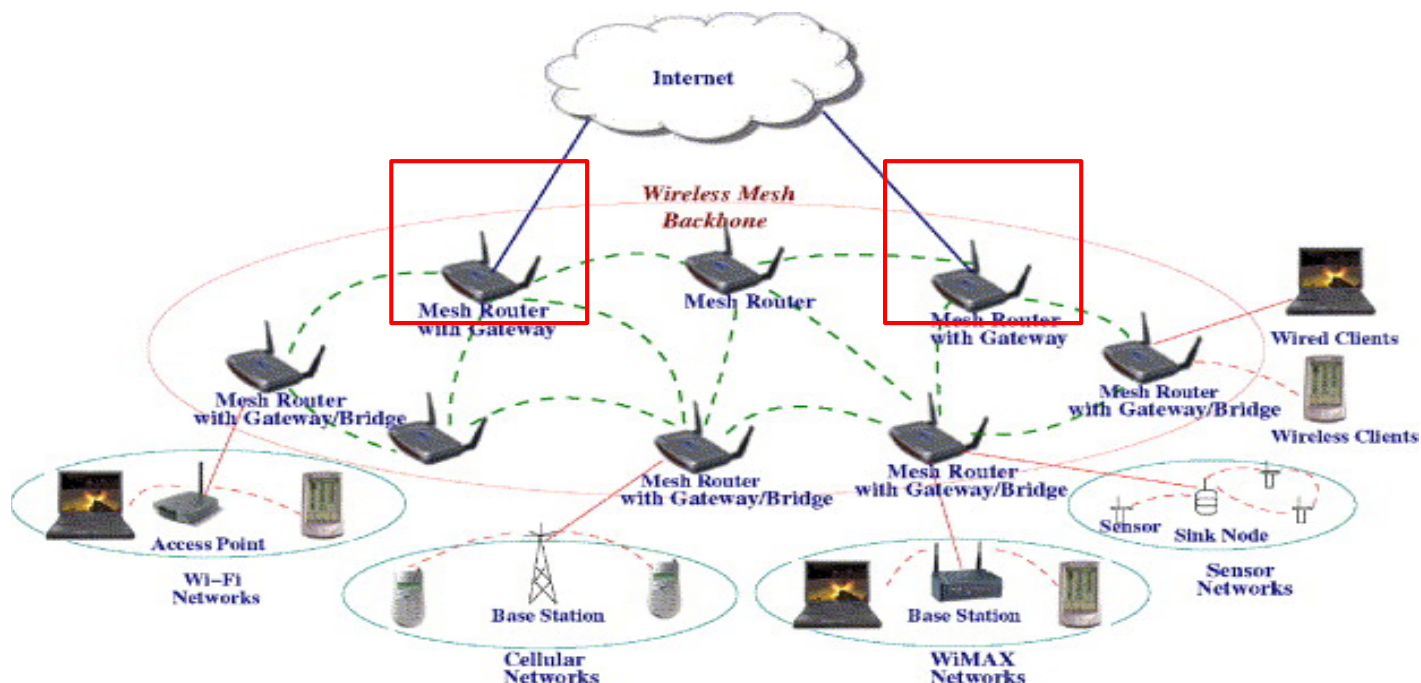 Internet
Wireless Mesh
Backbone
Mesh Router
with Gateway
Mesh Router
Mesh Router
with Gateway
Wired Clients
Mesh Router
with Gateway/Bridge
Mesh Router
with Gateway/Bridge
Wireless Clients
Mesh Router
with Gateway/Bridge
Mesh Router
with Gateway/Bridge
Access Point
Sensor
Sink Node
Wi-Fi
Networks
Sensor
Networks
Base Station
Base Station
Cellular
Networks
WiMAX
Networks